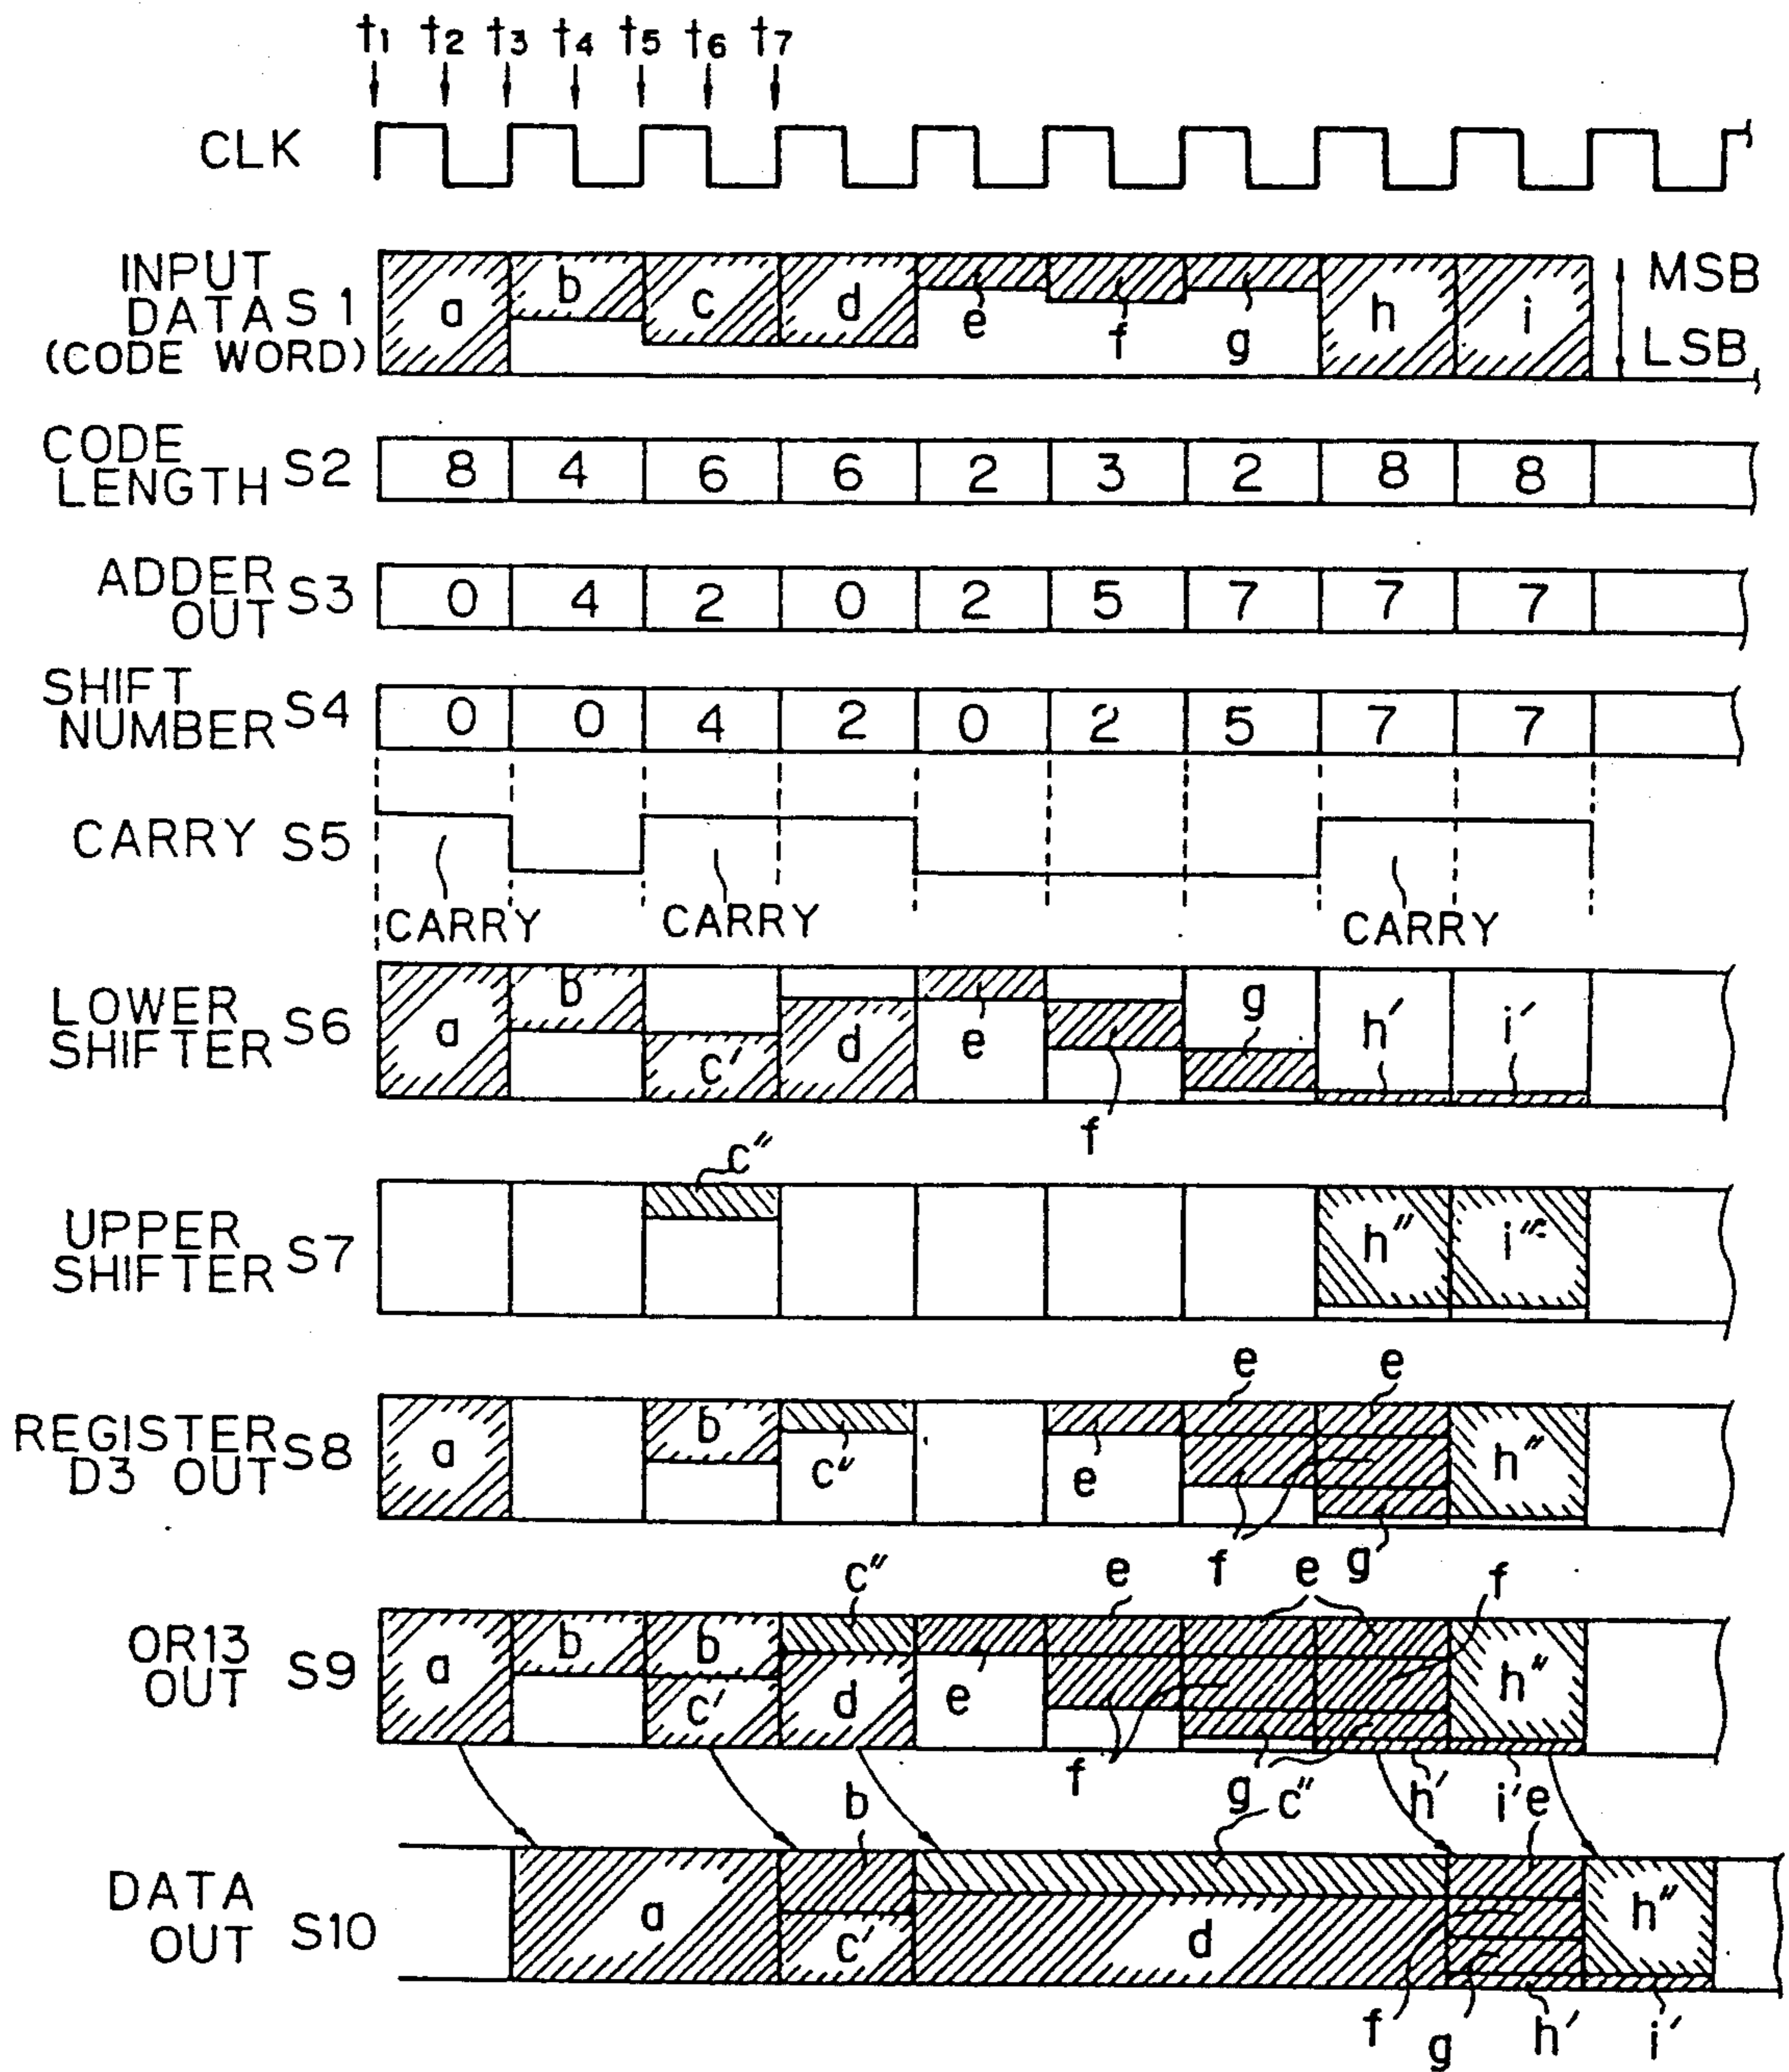 t1 t2 t3 t4 t5 t6 t7
CLK
INPUT
DATA S1
(CODE WORD)
a b c d e f g h i
MSB
LSB
CODE
LENGTH S2
8 4 6 6 2 3 2 8 8
ADDER
OUT S3
0 4 2 0 2 5 7 7 7
SHIFT
NUMBER S4
0 0 4 2 0 2 5 7 7
CARRY S5
CARRY CARRY CARRY
LOWER
SHIFTER S6
a b c′ d e f g h′ i′
UPPER
SHIFTER S7
c″ h″ i″
REGISTER
D3 OUT S8
e e
a b c″ e h″
f g
OR13
OUT S9
c″ e e f
a b b c′ d e h″
f g c″ h′ i′ e
b
DATA
OUT S10
a c′ d h″
f g h′ i′